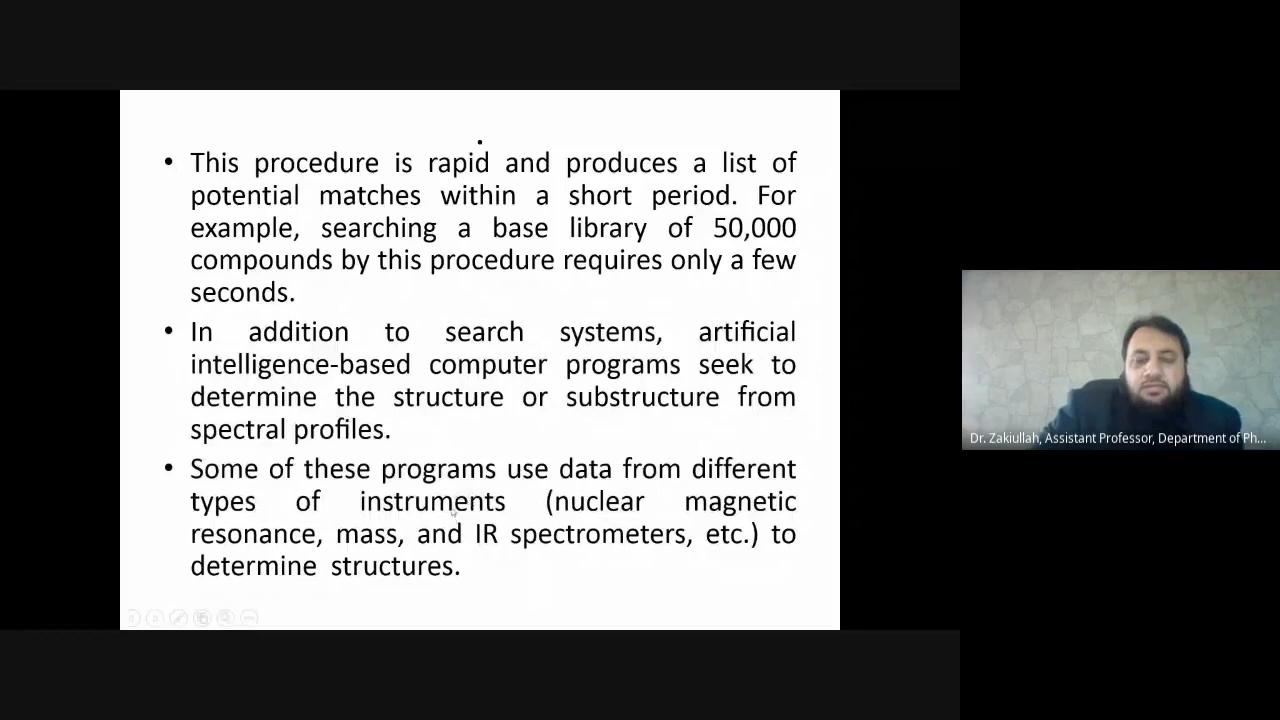 • This procedure is rapid and produces a list of
potential matches within a short period. For
example, searching a base library of 50,000
compounds by this procedure requires only a few
seconds.
• In addition to search systems, artificial
intelligence-based computer programs seek to
determine the structure or substructure from
spectral profiles.
• Some of these programs use data from different
types of instruments (nuclear magnetic
resonance, mass, and IR spectrometers, etc.) to
determine structures.
Dr. Zakiullah, Assistant Professor, Department of Ph...